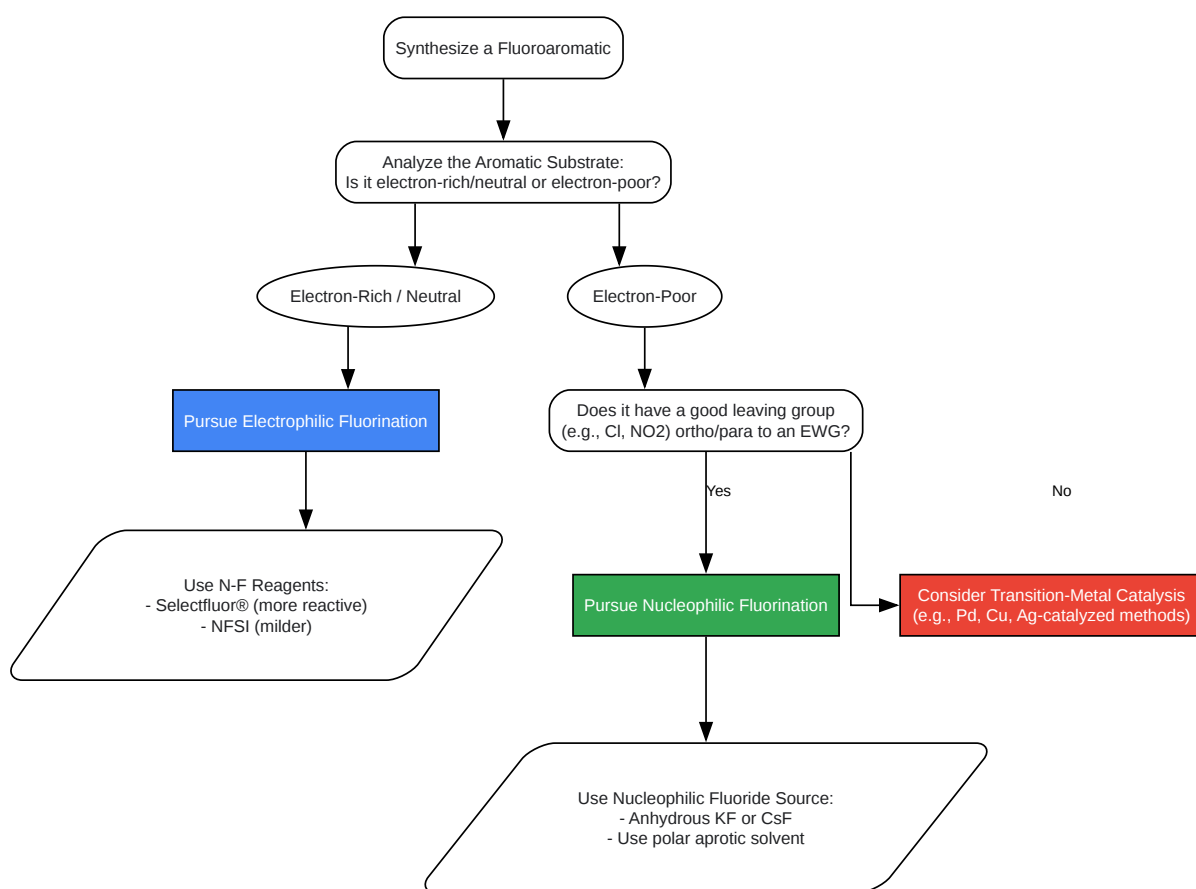 Synthesize a Fluoroaromatic
Analyze the Aromatic Substrate:
Is it electron-rich/neutral or electron-poor?
Electron-Rich / Neutral
Electron-Poor
Pursue Electrophilic Fluorination
Does it have a good leaving group
(e.g., Cl, NO2) ortho/para to an EWG?
Yes
No
Use N-F Reagents:
- Selectfluor® (more reactive)
- NFSI (milder)
Pursue Nucleophilic Fluorination
Consider Transition-Metal Catalysis
(e.g., Pd, Cu, Ag-catalyzed methods)
Use Nucleophilic Fluoride Source:
- Anhydrous KF or CsF
- Use polar aprotic solvent